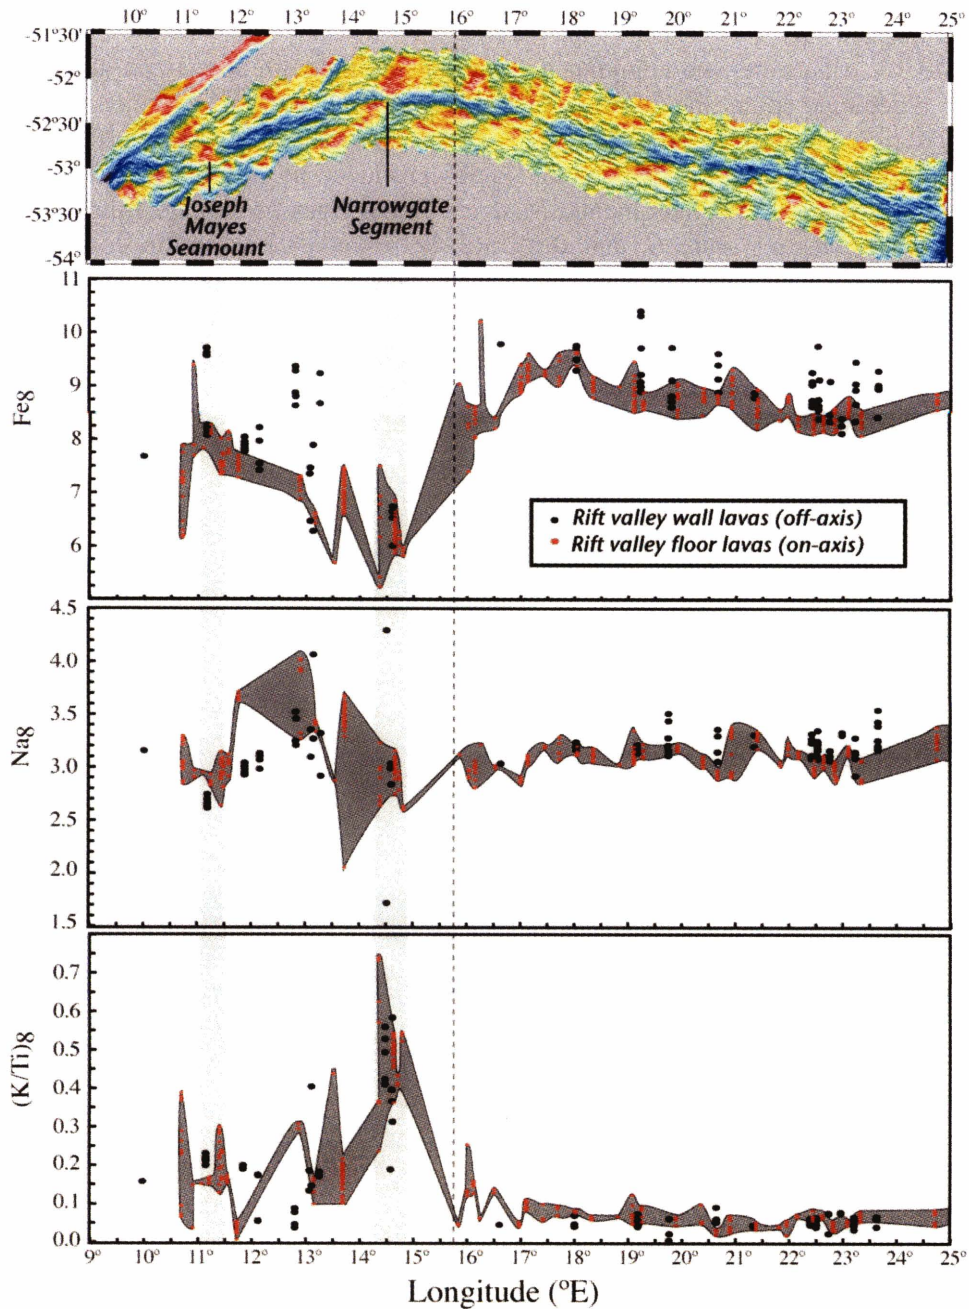 10° 11° 12° 13° 14° 15° 16° 17° 18° 19° 20° 21° 22° 23° 24° 25°
-51°30'
-52°
-52°30'
-53°
-53°30'
-54°
Joseph
Mayes
Seamount
Narrowgate
Segment
11
10
9
8
7
6
Fe8
Rift valley wall lavas (off-axis)
Rift valley floor lavas (on-axis)
4.5
4.0
3.5
3.0
2.5
2.0
1.5
Na8
0.7
0.6
0.5
0.4
0.3
0.2
0.1
0.0
(K/Ti)8
9° 10° 11° 12° 13° 14° 15° 16° 17° 18° 19° 20° 21° 22° 23° 24° 25°
Longitude (°E)